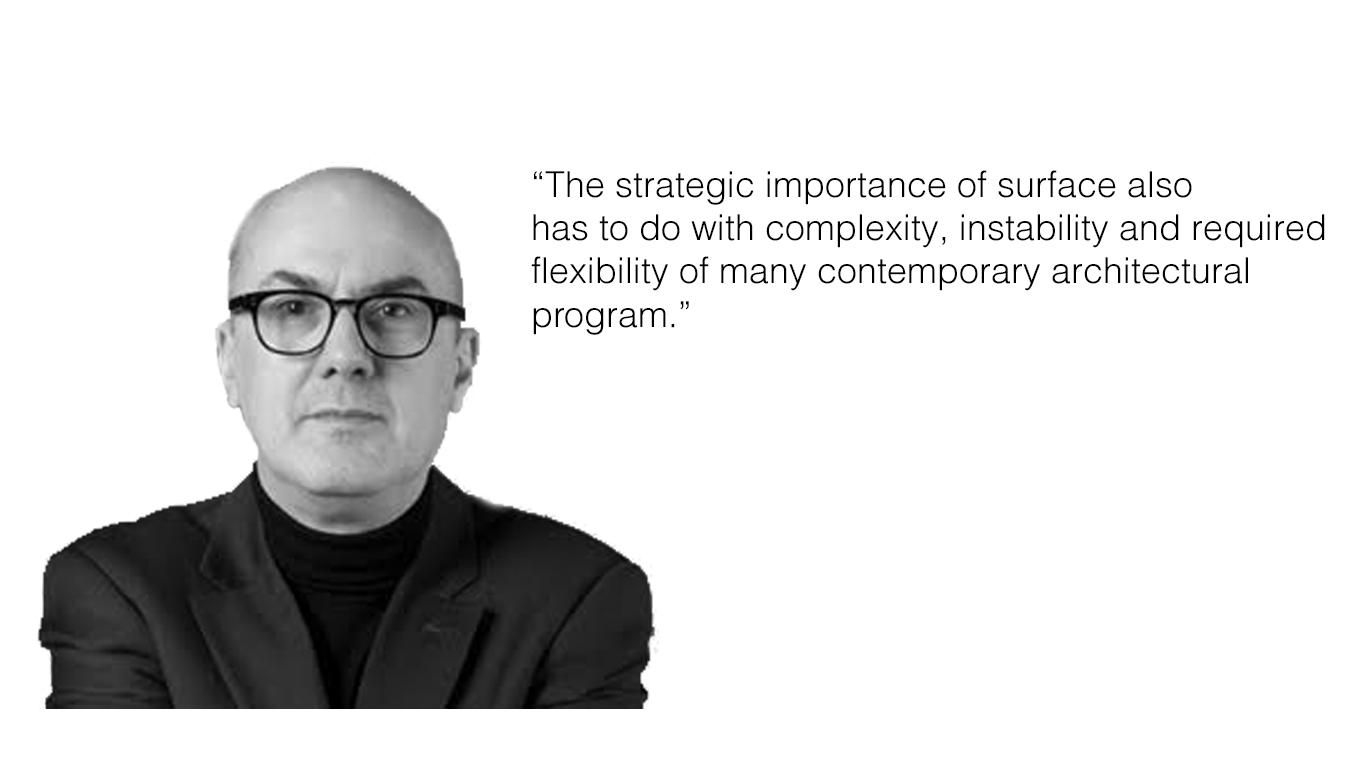 “The strategic importance of surface also
has to do with complexity, instability and required
flexibility of many contemporary architectural
program.”